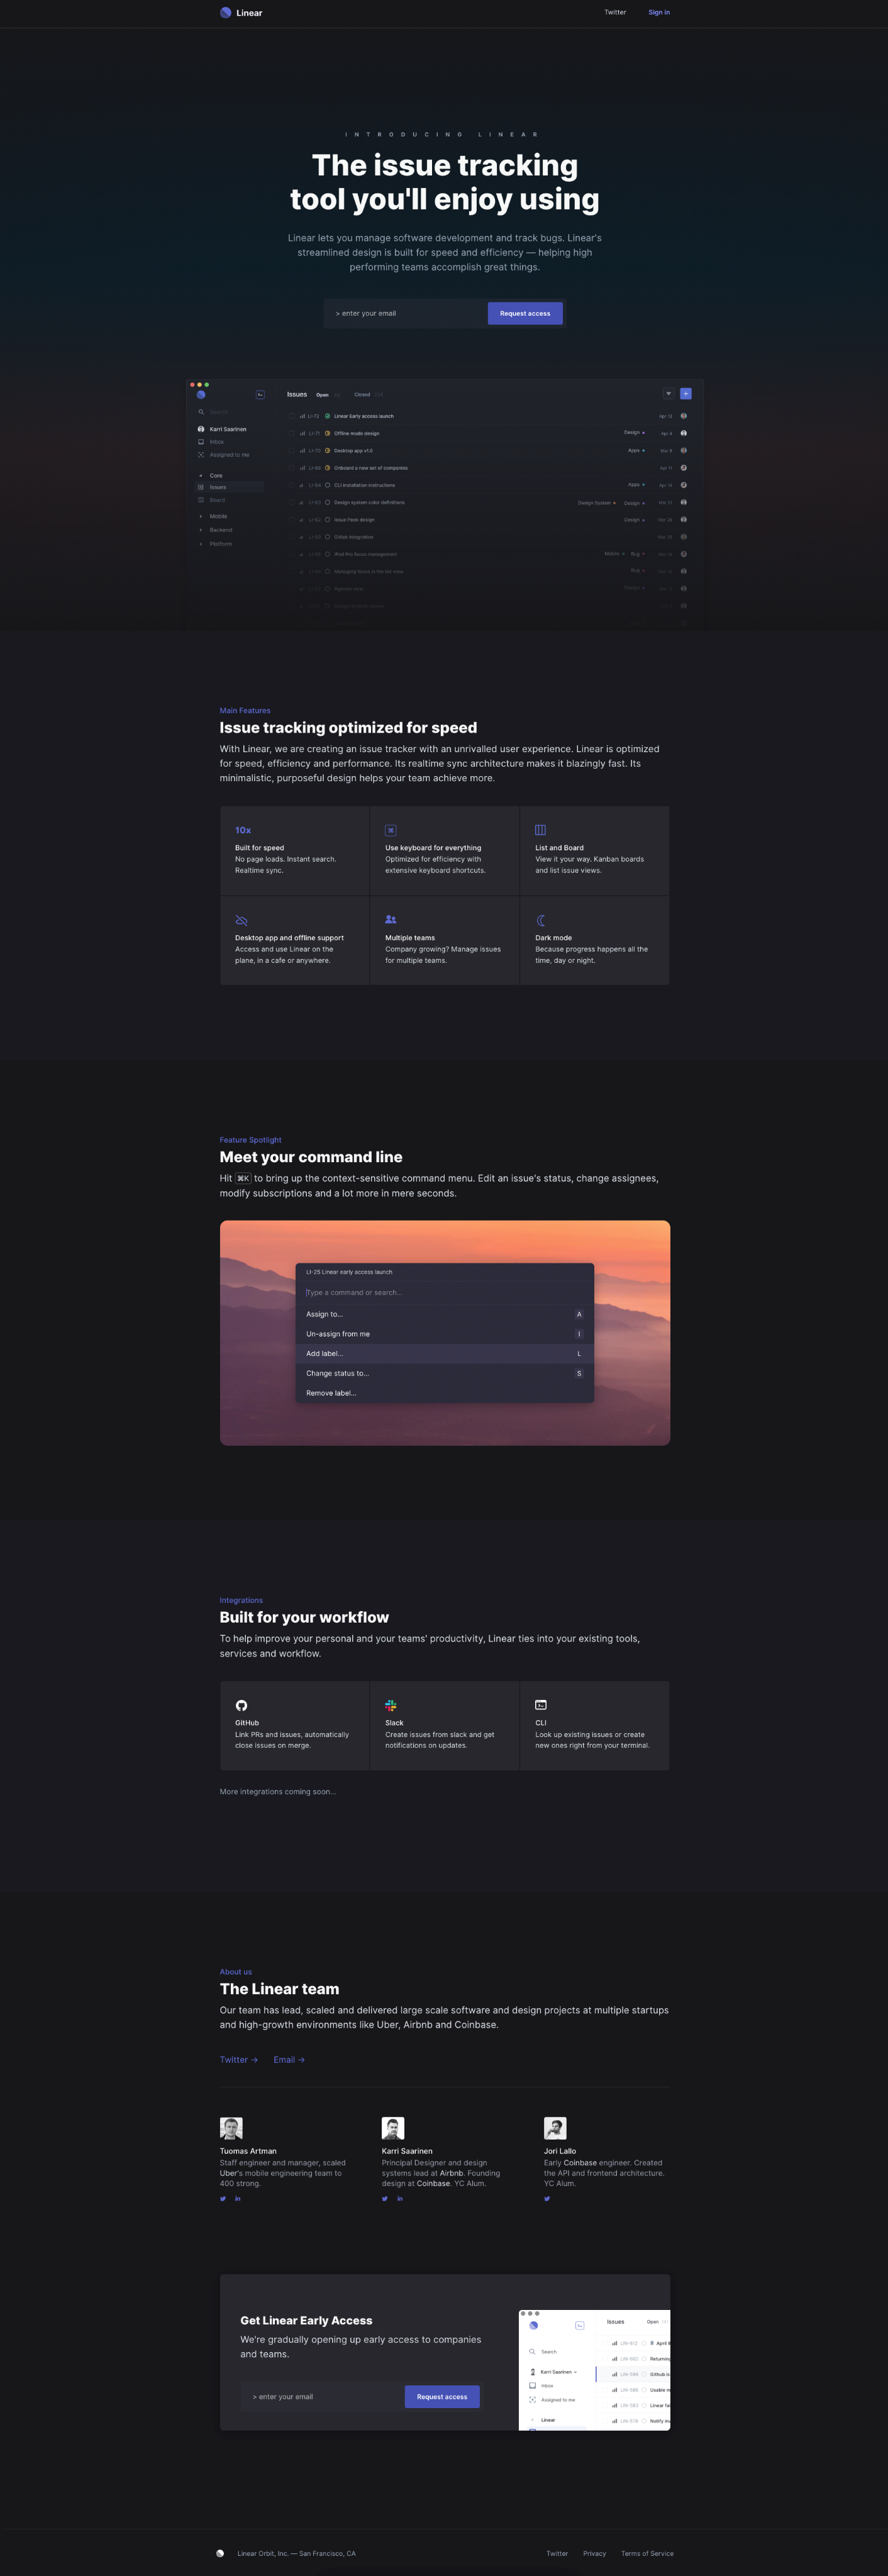 Linear
Twitter
Sign in
INTRODUCING LINEAR
The issue tracking
tool you'll enjoy using
Linear lets you manage software development and track bugs. Linear's
streamlined design is built for speed and efficiency — helping high
performing teams accomplish great things.
> enter your email
Request access
Issues Open Closed
Search
Karri Saarinen
Inbox
Assigned to me
Core
Issues
Board
Mobile
Backend
Platform
LI-73 Linear Early access launch Apr 12
LI-71 Offline mode design Design Apr 4
LI-70 Desktop app v1.0 Apps Mar 8
Onboard a new set of companies Apr 11
LI-64 CLI installation instructions Apps Apr 14
LI-63 Design system color definitions Design System Design
LI-62 Issue Peek design Design
Github integration
iPad Pro focus management Mobile Bug
Managing focus in the list view Bug
Agenda view Design
Main Features
Issue tracking optimized for speed
With Linear, we are creating an issue tracker with an unrivalled user experience. Linear is optimized
for speed, efficiency and performance. Its realtime sync architecture makes it blazingly fast. Its
minimalistic, purposeful design helps your team achieve more.
10x
Built for speed
No page loads. Instant search.
Realtime sync.
⌘
Use keyboard for everything
Optimized for efficiency with
extensive keyboard shortcuts.
List and Board
View it your way. Kanban boards
and list issue views.
Desktop app and offline support
Access and use Linear on the
plane, in a cafe or anywhere.
Multiple teams
Company growing? Manage issues
for multiple teams.
Dark mode
Because progress happens all the
time, day or night.
Feature Spotlight
Meet your command line
Hit ⌘K to bring up the context-sensitive command menu. Edit an issue's status, change assignees,
modify subscriptions and a lot more in mere seconds.
LI-25 Linear early access launch
Type a command or search...
Assign to... A
Un-assign from me I
Add label... L
Change status to... S
Remove label...
Integrations
Built for your workflow
To help improve your personal and your teams' productivity, Linear ties into your existing tools,
services and workflow.
GitHub
Link PRs and issues, automatically
close issues on merge.
Slack
Create issues from slack and get
notifications on updates.
CLI
Look up existing issues or create
new ones right from your terminal.
More integrations coming soon...
About us
The Linear team
Our team has lead, scaled and delivered large scale software and design projects at multiple startups
and high-growth environments like Uber, Airbnb and Coinbase.
Twitter → Email →
Tuomas Artman
Staff engineer and manager, scaled
Uber's mobile engineering team to
400 strong.
Karri Saarinen
Principal Designer and design
systems lead at Airbnb. Founding
design at Coinbase. YC Alum.
Jori Lallo
Early Coinbase engineer. Created
the API and frontend architecture.
YC Alum.
Get Linear Early Access
We're gradually opening up early access to companies
and teams.
> enter your email
Request access
Issues Open
Search
Karri Saarinen
Inbox
Assigned to me
Linear
LIN-612 April
LIN-602 Returning
LIN-590 Github is
LIN-586 Usable
LIN-583 Linear
LIN-578 Notify
Linear Orbit, Inc. — San Francisco, CA
Twitter Privacy Terms of Service